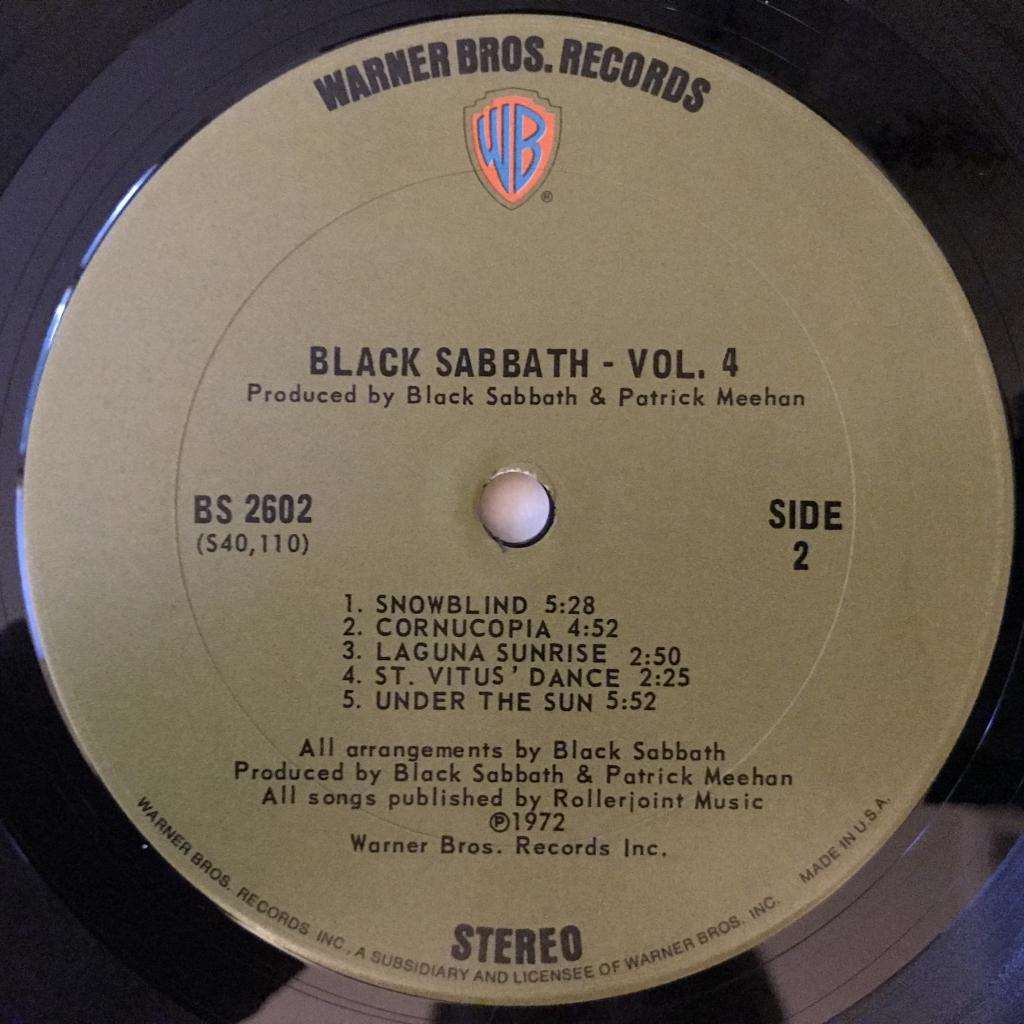 WARNER BROS. RECORDS
WB
®
BLACK SABBATH - VOL. 4
Produced by Black Sabbath & Patrick Meehan
BS 2602
(S40,110)
SIDE
2
1. SNOWBLIND 5:28
2. CORNUCOPIA 4:52
3. LAGUNA SUNRISE 2:50
4. ST. VITUS' DANCE 2:25
5. UNDER THE SUN 5:52
All arrangements by Black Sabbath
Produced by Black Sabbath & Patrick Meehan
All songs published by Rollerjoint Music
℗1972
Warner Bros. Records Inc.
STEREO
WARNER BROS. RECORDS INC., A SUBSIDIARY AND LICENSEE OF WARNER BROS. INC. MADE IN U.S.A.